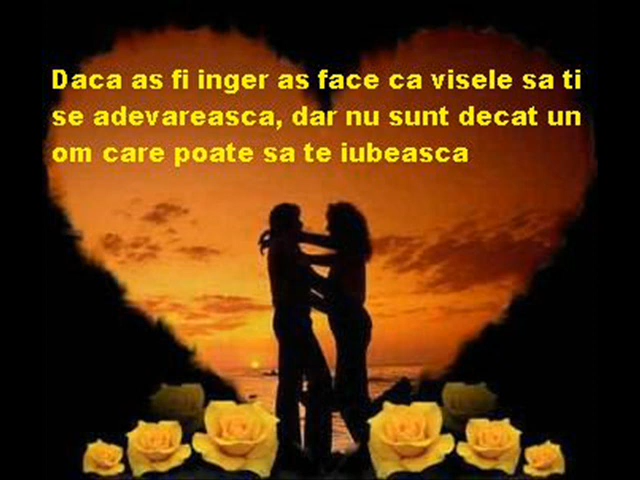 Daca as fi inger as face ca visele sa ti
se adevareasca, dar nu sunt decat un
om care poate sa te iubeasca